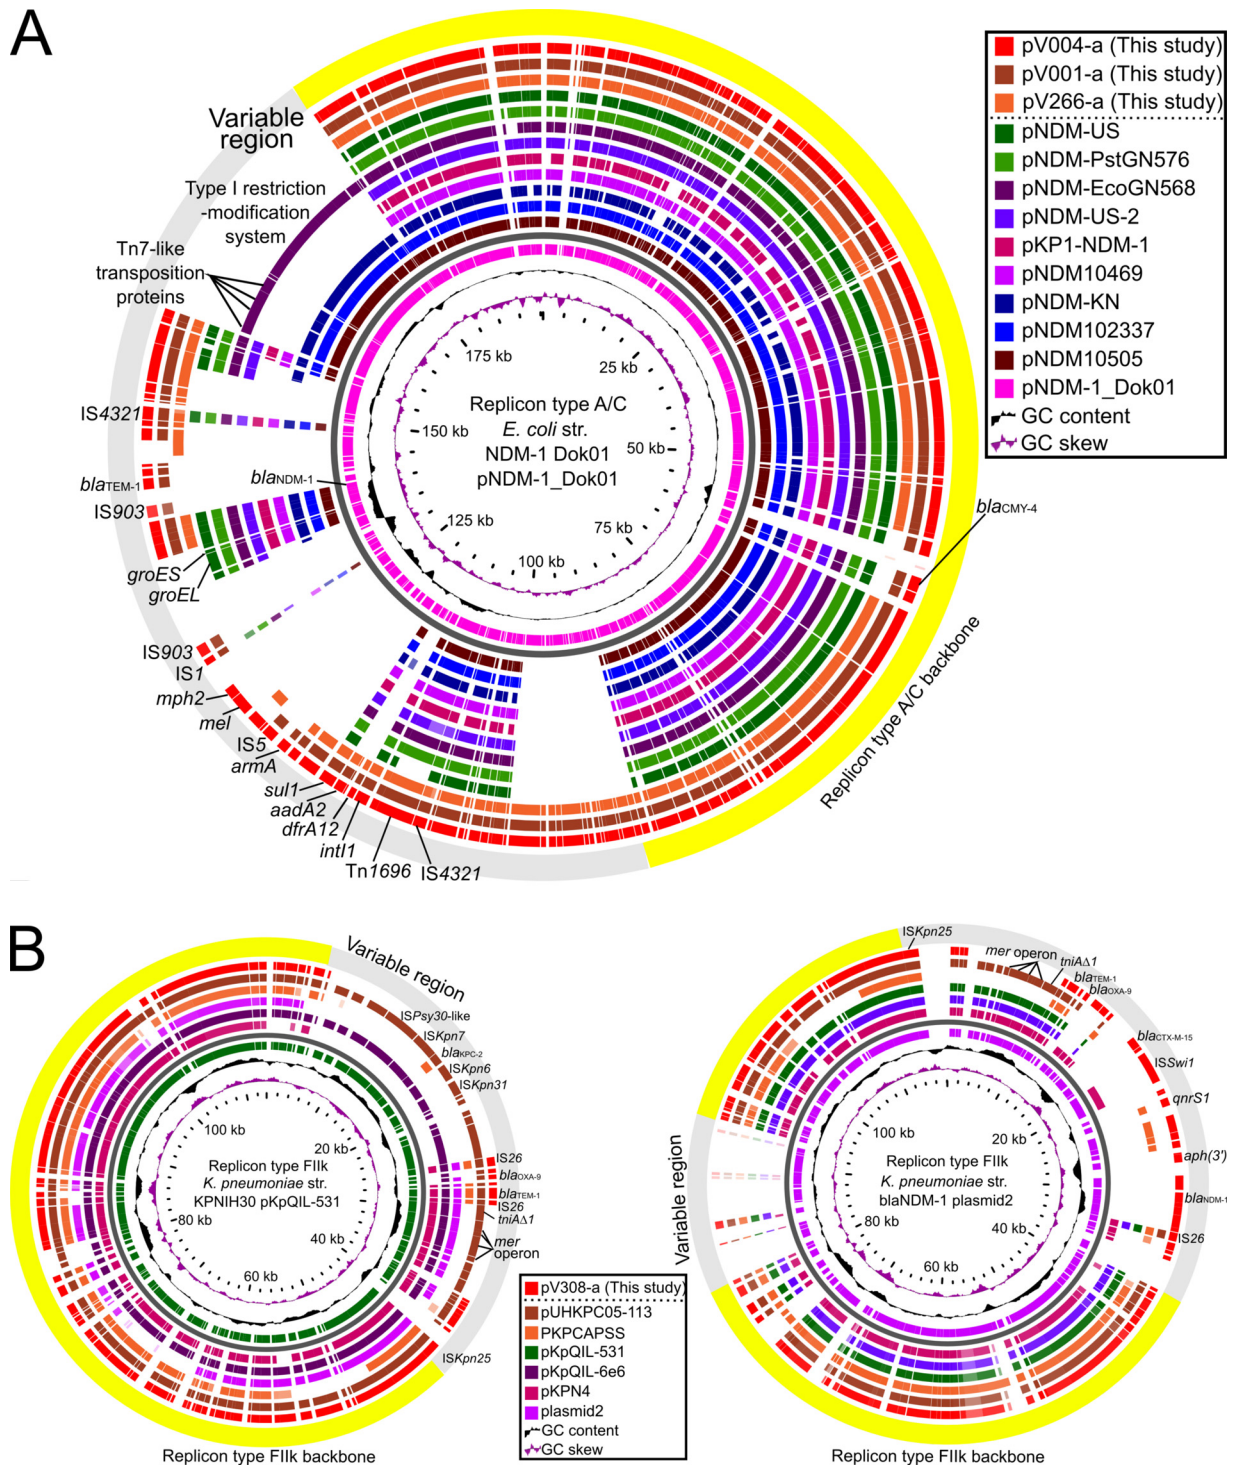 A
Variable
region
Type I restriction
-modification
system
Tn7-like
transposition
proteins
IS4321
blaTEM-1
IS903
groES
groEL
IS903
IS1
mph2
mel
IS5
armA
sul1
aadA2
dfrA12
intI1
Tn1696
IS4321
blaNDM-1
blaCMY-4
Replicon type A/C backbone
175 kb
25 kb
150 kb
50 kb
125 kb
75 kb
100 kb
Replicon type A/C
E. coli str.
NDM-1 Dok01
pNDM-1_Dok01
pV004-a (This study)
pV001-a (This study)
pV266-a (This study)
pNDM-US
pNDM-PstGN576
pNDM-EcoGN568
pNDM-US-2
pKP1-NDM-1
pNDM10469
pNDM-KN
pNDM102337
pNDM10505
pNDM-1_Dok01
GC content
GC skew
B
Variable region
ISPsy30-like
ISKpn7
blaKPC-2
ISKpn6
ISKpn31
IS26
blaOXA-9
blaTEM-1
IS26
tniAΔ1
mer
operon
ISKpn25
100 kb
20 kb
80 kb
40 kb
60 kb
Replicon type FIIk
K. pneumoniae str.
KPNIH30 pKpQIL-531
Replicon type FIIk backbone
pV308-a (This study)
pUHKPC05-113
PKPCAPSS
pKpQIL-531
pKpQIL-6e6
pKPN4
plasmid2
GC content
GC skew
ISKpn25
mer operon
tniAΔ1
blaTEM-1
blaOXA-9
blaCTX-M-15
ISSwi1
qnrS1
aph(3')
blaNDM-1
IS26
Variable region
100 kb
20 kb
80 kb
40 kb
60 kb
Replicon type FIIk
K. pneumoniae str.
blaNDM-1 plasmid2
Replicon type FIIk backbone